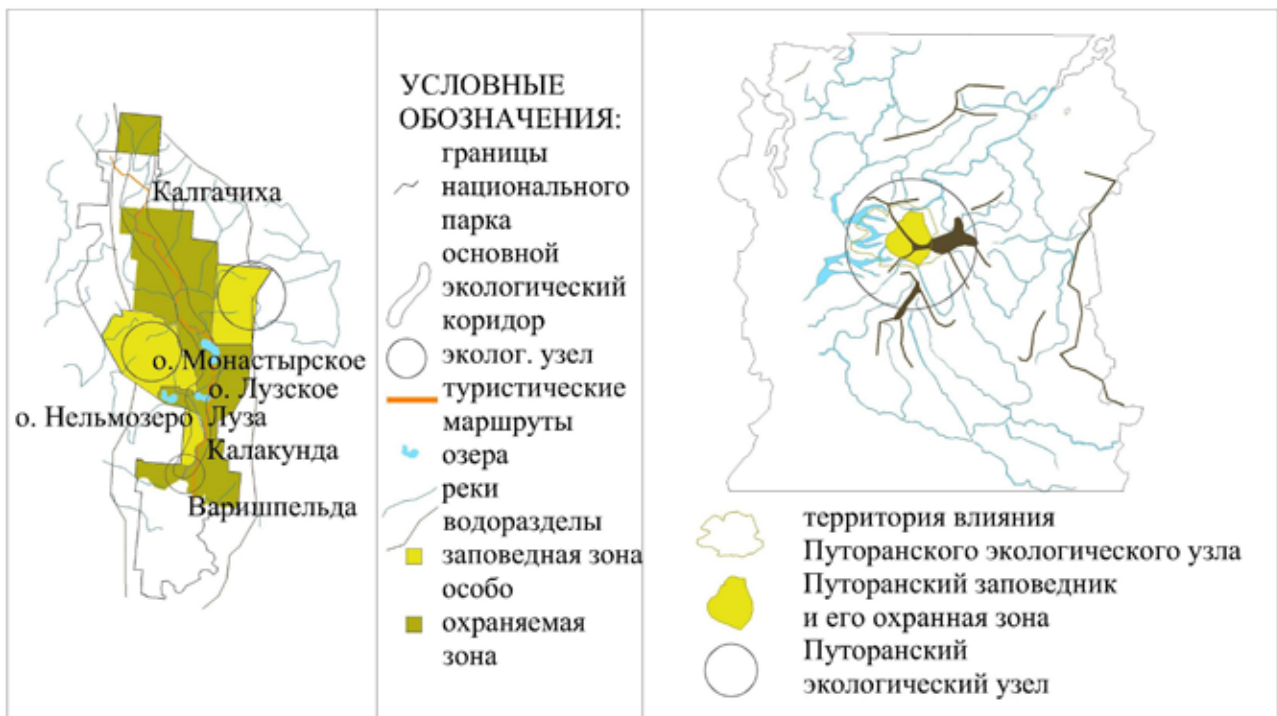 Калгачиха
о. Монастырское
о. Лузское
о. Нельмозеро
Луза
Калакунда
Варишпельда
УСЛОВНЫЕ
ОБОЗНАЧЕНИЯ:
границы
национального
парка
основной
экологический
коридор
эколог. узел
туристические
маршруты
озера
реки
водоразделы
заповедная зона
особо
охраняемая
зона
территория влияния
Путоранского экологического узла
Путоранский заповедник
и его охранная зона
Путоранский
экологический узел